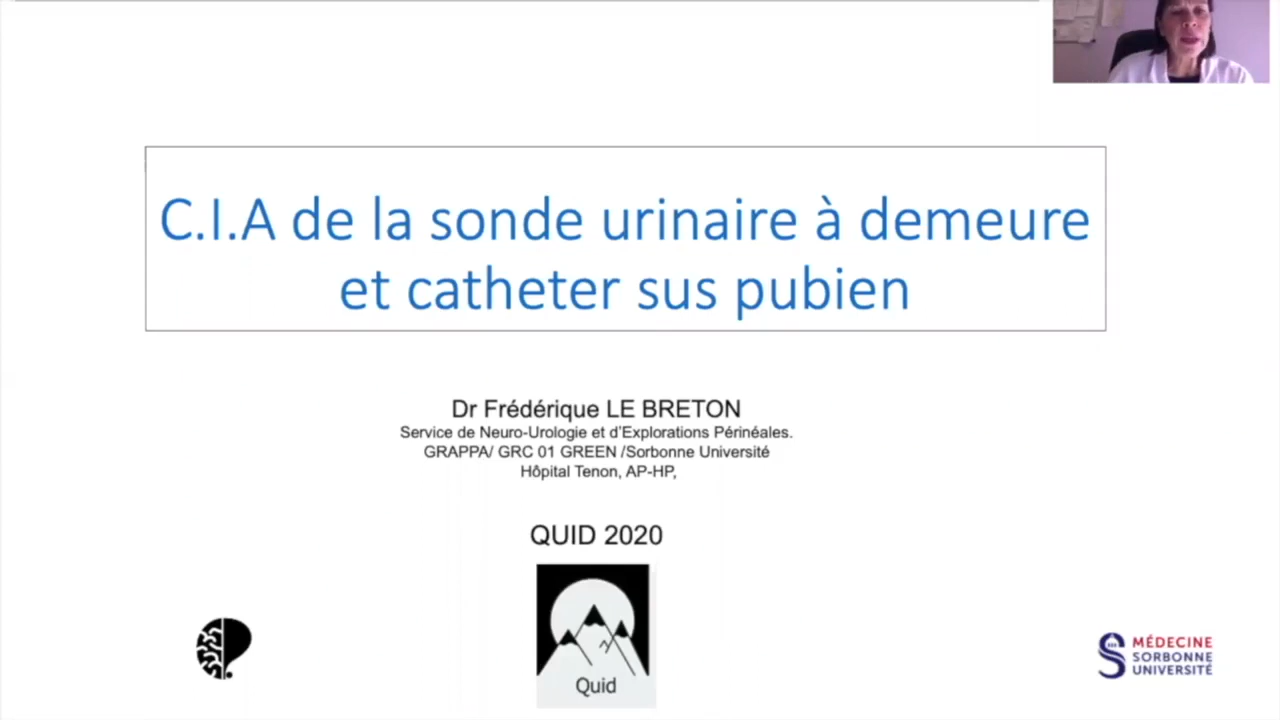 C.I.A de la sonde urinaire à demeure
et catheter sus pubien
Dr Frédérique LE BRETON
Service de Neuro-Urologie et d'Explorations Périnéales.
GRAPPA/ GRC 01 GREEN /Sorbonne Université
Hôpital Tenon, AP-HP,
QUID 2020
Quid
MÉDECINE
SORBONNE
UNIVERSITÉ